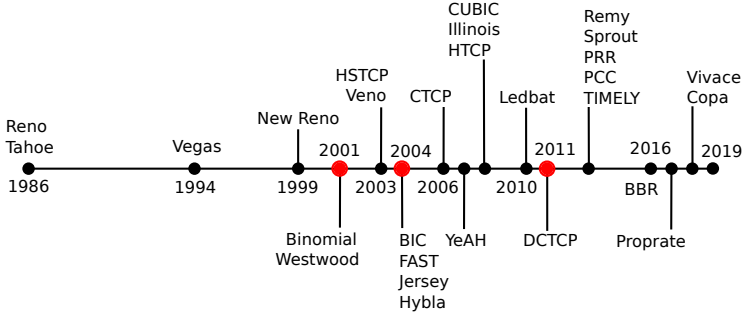 CUBIC
Illinois
HTCP
Remy
Sprout
PRR
PCC
TIMELY
HSTCP
Veno
CTCP
Ledbat
Vivace
Copa
New Reno
Reno
Tahoe
Vegas
2001
2004
2011
2016
2019
1986
1994
1999
2003
2006
2010
BBR
Binomial
Westwood
BIC
FAST
Jersey
Hybla
YeAH
DCTCP
Proprate